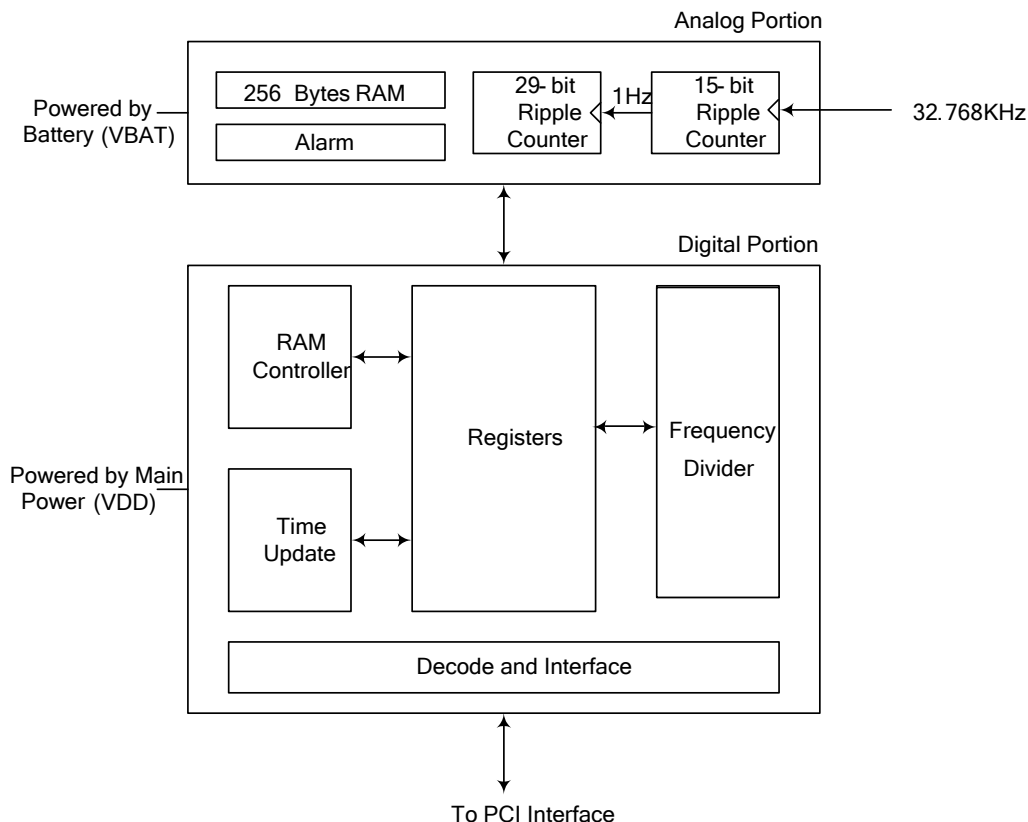 Analog Portion
256 Bytes RAM
Alarm
29- bit
Ripple
Counter
1Hz
15- bit
Ripple
Counter
32.768KHz
Powered by
Battery (VBAT)
Digital Portion
RAM
Controller
Registers
Frequency
Divider
Time
Update
Powered by Main
Power (VDD)
Decode and Interface
To PCI Interface